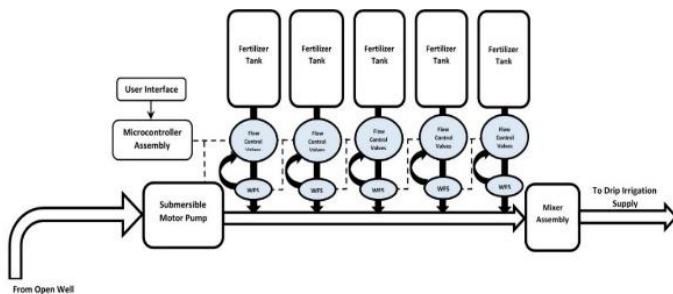 Fertilizer
Tank
Fertilizer
Tank
Fertilizer
Tank
Fertilizer
Tank
Fertilizer
Tank
User Interface
Microcontroller
Assembly
Flow
Control
Valves
Flow
Control
Valves
Flow
Control
Valves
Flow
Control
Valves
Flow
Control
Valves
WFS
WFS
WFS
WFS
WFS
Submersible
Motor Pump
Mixer
Assembly
To Drip Irrigation
Supply
From Open Well